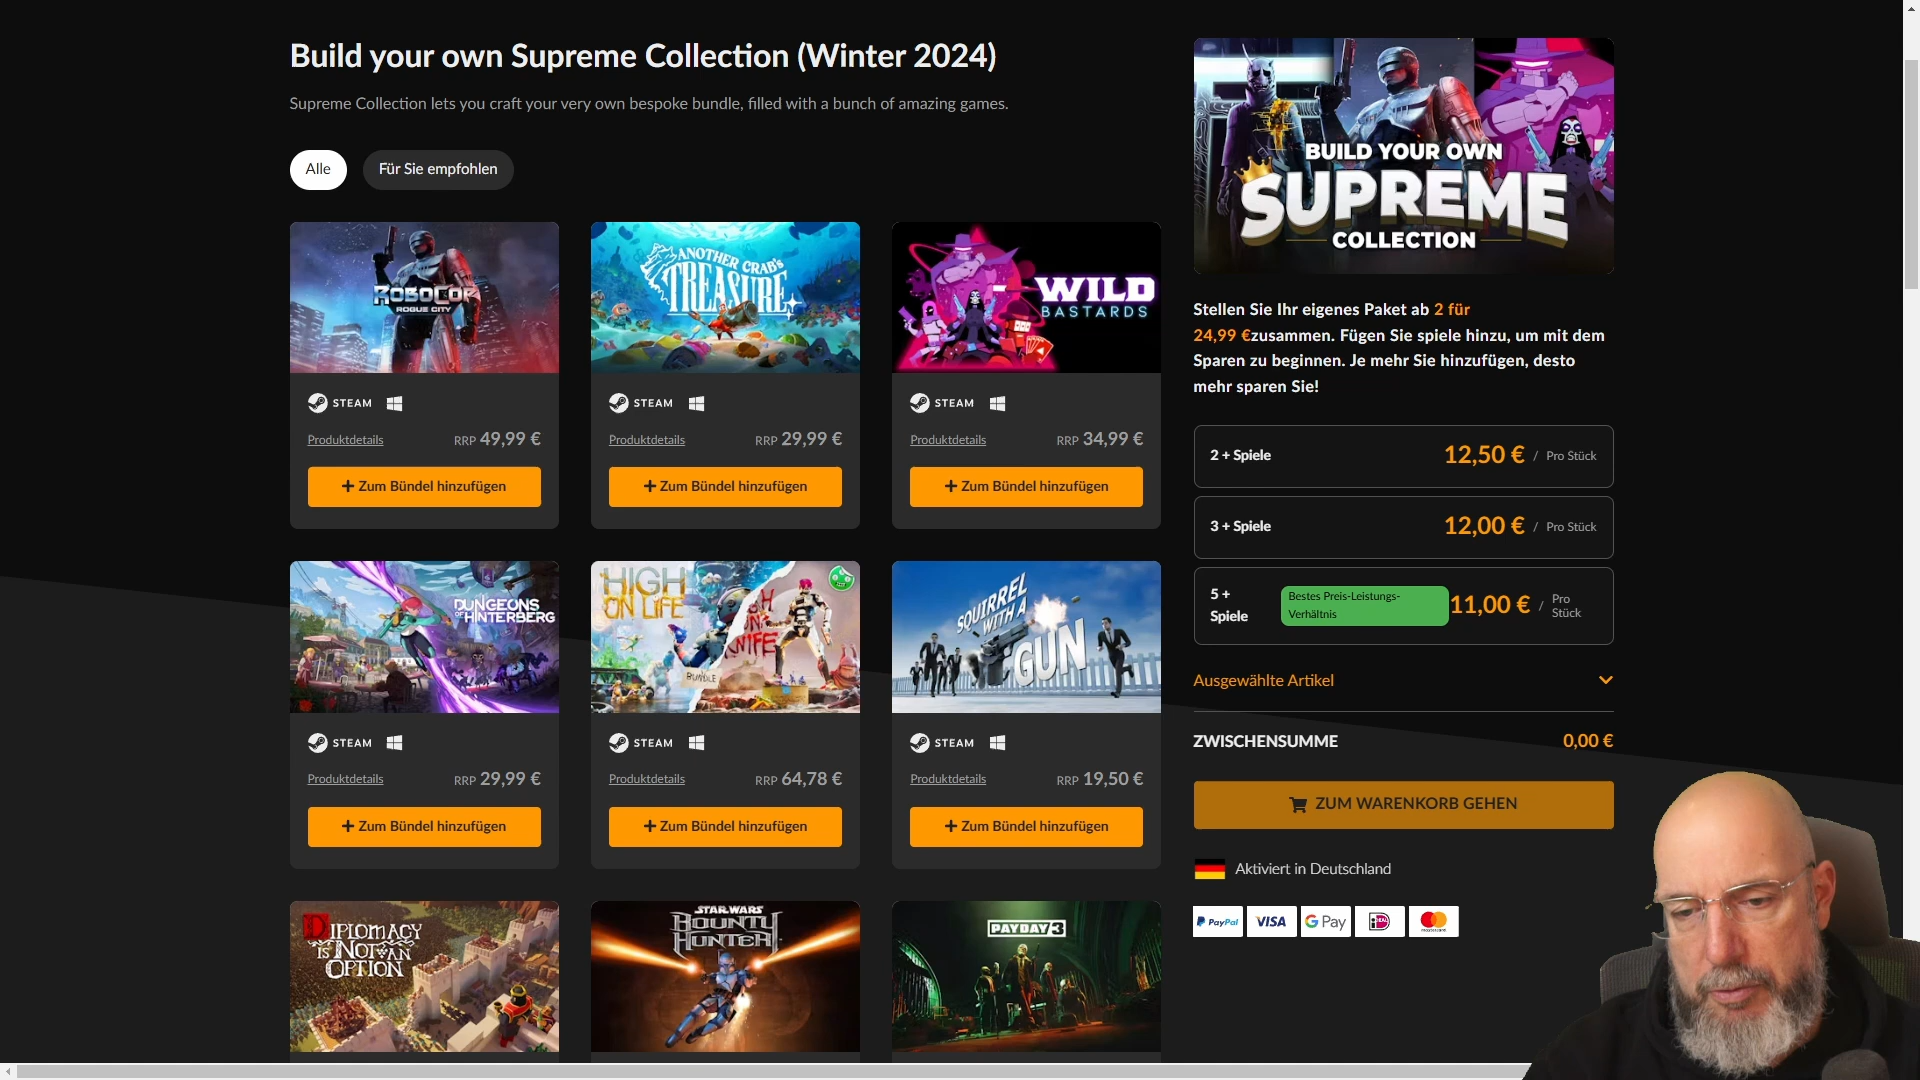 Build your own Supreme Collection (Winter 2024)
Supreme Collection lets you craft your very own bespoke bundle, filled with a bunch of amazing games.
Alle
Für Sie empfohlen
ROBOCOP
ROGUE CITY
STEAM
Produktdetails
RRP 49,99 €
+ Zum Bündel hinzufügen
ANOTHER CRAB'S
TREASURE
STEAM
Produktdetails
RRP 29,99 €
+ Zum Bündel hinzufügen
WILD
BASTARDS
STEAM
Produktdetails
RRP 34,99 €
+ Zum Bündel hinzufügen
DUNGEONS
OF HINTERBERG
STEAM
Produktdetails
RRP 29,99 €
+ Zum Bündel hinzufügen
HIGH
ON LIFE
HIGH
KNIFE
BUNDLE
STEAM
Produktdetails
RRP 64,78 €
+ Zum Bündel hinzufügen
SQUIRREL
WITH A
GUN
STEAM
Produktdetails
RRP 19,50 €
+ Zum Bündel hinzufügen
DIPLOMACY
IS NOT AN
OPTION
STAR WARS
BOUNTY
HUNTER
PAYDAY 3
BUILD YOUR OWN
SUPREME
COLLECTION
Stellen Sie Ihr eigenes Paket ab 2 für
24,99 €zusammen. Fügen Sie spiele hinzu, um mit dem
Sparen zu beginnen. Je mehr Sie hinzufügen, desto
mehr sparen Sie!
2 + Spiele
12,50 € / Pro Stück
3 + Spiele
12,00 € / Pro Stück
5 +
Spiele
Bestes Preis-Leistungs-
Verhältnis
11,00 € / Pro
Stück
Ausgewählte Artikel
ZWISCHENSUMME
0,00 €
ZUM WARENKORB GEHEN
Aktiviert in Deutschland
PayPal
VISA
G Pay
iDEAL
mastercard